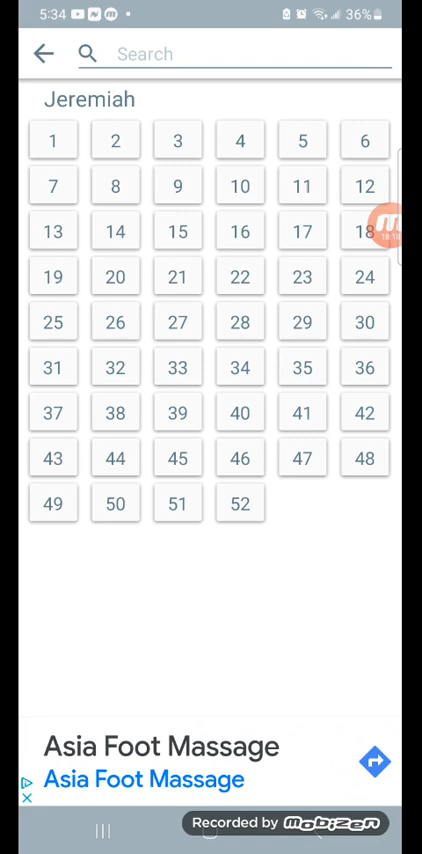 5:34 36%
Search
Jeremiah
1 2 3 4 5 6
7 8 9 10 11 12
13 14 15 16 17 18
18:18
19 20 21 22 23 24
25 26 27 28 29 30
31 32 33 34 35 36
37 38 39 40 41 42
43 44 45 46 47 48
49 50 51 52
Asia Foot Massage
Asia Foot Massage
Recorded by mobizen